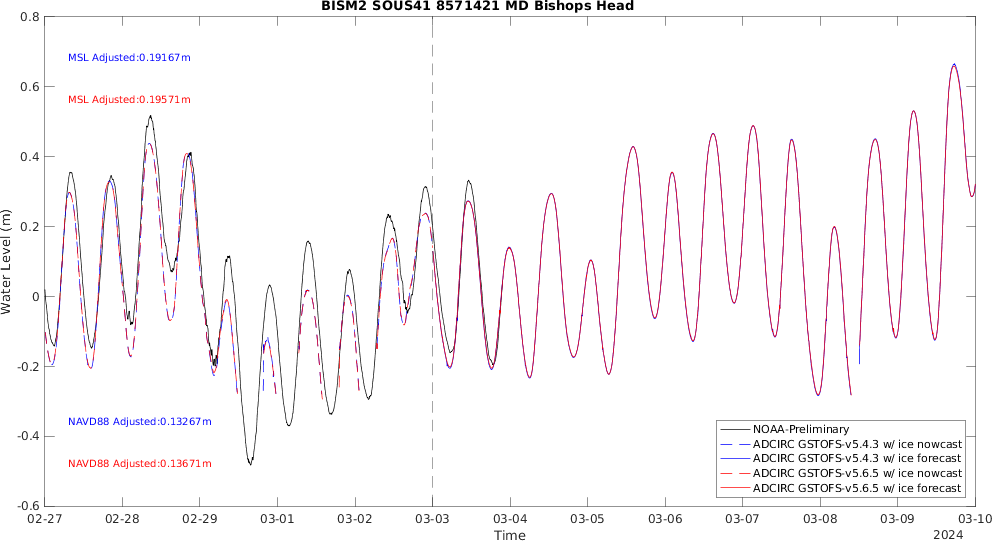 BISM2 SOUS41 8571421 MD Bishops Head
0.8
0.6
0.4
0.2
0
-0.2
-0.4
-0.6
Water Level (m)
MSL Adjusted:0.19167m
MSL Adjusted:0.19571m
NAVD88 Adjusted:0.13267m
NAVD88 Adjusted:0.13671m
NOAA-Preliminary
ADCIRC GSTOFS-v5.4.3 w/ ice nowcast
ADCIRC GSTOFS-v5.4.3 w/ ice forecast
ADCIRC GSTOFS-v5.6.5 w/ ice nowcast
ADCIRC GSTOFS-v5.6.5 w/ ice forecast
02-27 02-28 02-29 03-01 03-02 03-03 03-04 03-05 03-06 03-07 03-08 03-09 03-10
Time
2024